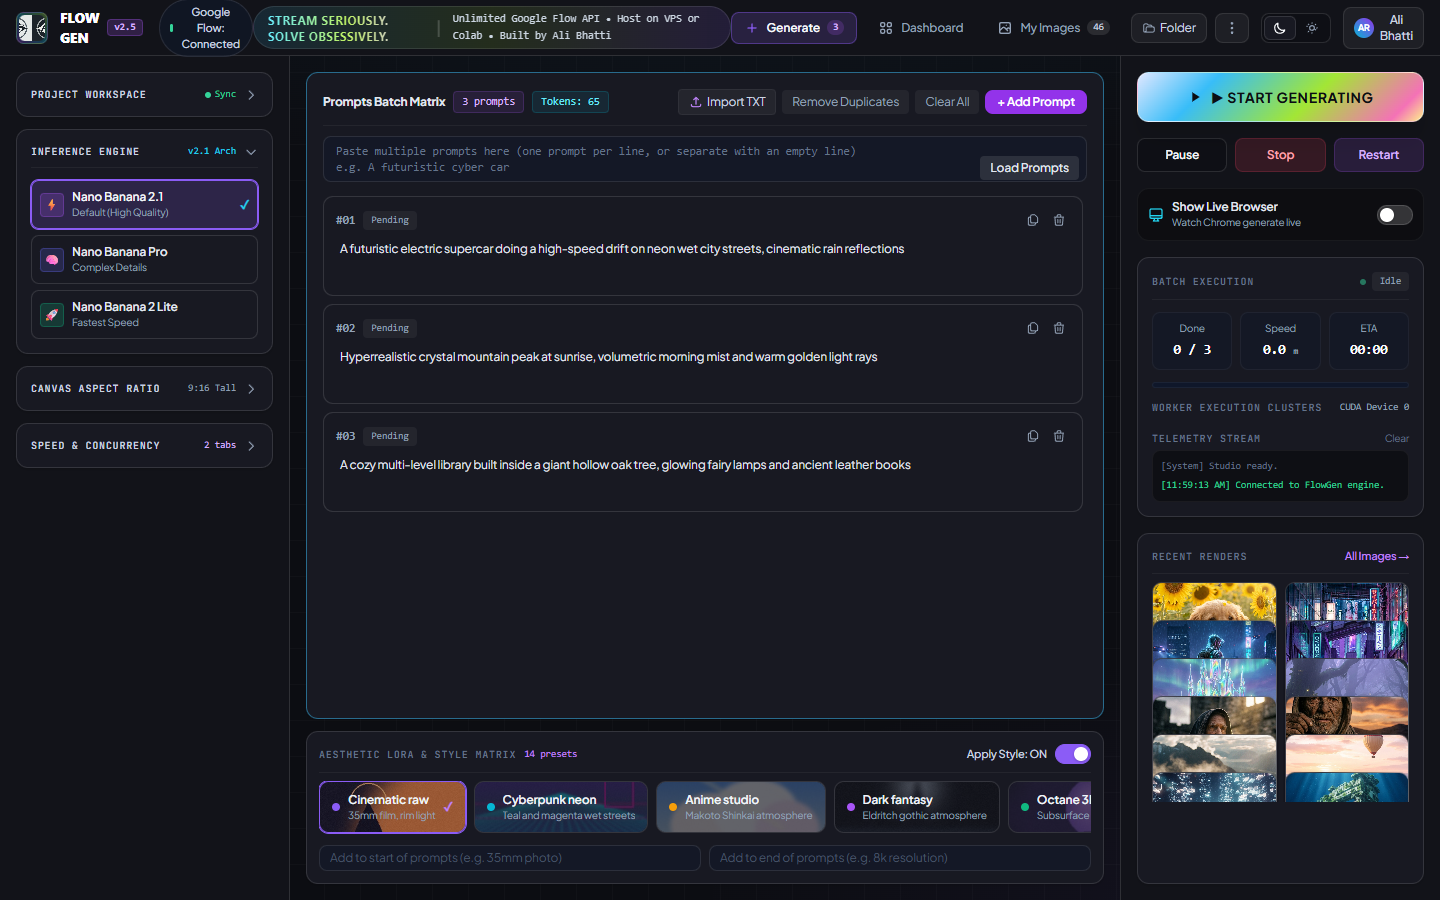 FLOW
GEN
v2.5
Google
Flow:
Connected
STREAM SERIOUSLY.
SOLVE OBSESSIVELY.
Unlimited Google Flow API • Host on VPS or
Colab • Built by Ali Bhatti
+ Generate 3
Dashboard
My Images 46
Folder
AR
Ali
Bhatti
PROJECT WORKSPACE
Sync
INFERENCE ENGINE
v2.1 Arch
Nano Banana 2.1
Default (High Quality)
Nano Banana Pro
Complex Details
Nano Banana 2 Lite
Fastest Speed
CANVAS ASPECT RATIO
9:16 Tall
SPEED & CONCURRENCY
2 tabs
Prompts Batch Matrix
3 prompts
Tokens: 65
Import TXT
Remove Duplicates
Clear All
+ Add Prompt
Paste multiple prompts here (one prompt per line, or separate with an empty line)
e.g. A futuristic cyber car
Load Prompts
#01 Pending
A futuristic electric supercar doing a high-speed drift on neon wet city streets, cinematic rain reflections
#02 Pending
Hyperrealistic crystal mountain peak at sunrise, volumetric morning mist and warm golden light rays
#03 Pending
A cozy multi-level library built inside a giant hollow oak tree, glowing fairy lamps and ancient leather books
AESTHETIC LORA & STYLE MATRIX
14 presets
Apply Style: ON
Cinematic raw
35mm film, rim light
Cyberpunk neon
Teal and magenta wet streets
Anime studio
Makoto Shinkai atmosphere
Dark fantasy
Eldritch gothic atmosphere
Octane 3
Subsurface
Add to start of prompts (e.g. 35mm photo)
Add to end of prompts (e.g. 8k resolution)
▶ ▶ START GENERATING
Pause
Stop
Restart
Show Live Browser
Watch Chrome generate live
BATCH EXECUTION
Idle
Done
0 / 3
Speed
0.0 m
ETA
00:00
WORKER EXECUTION CLUSTERS
CUDA Device 0
TELEMETRY STREAM
Clear
[System] Studio ready.
[11:59:13 AM] Connected to FlowGen engine.
RECENT RENDERS
All Images →